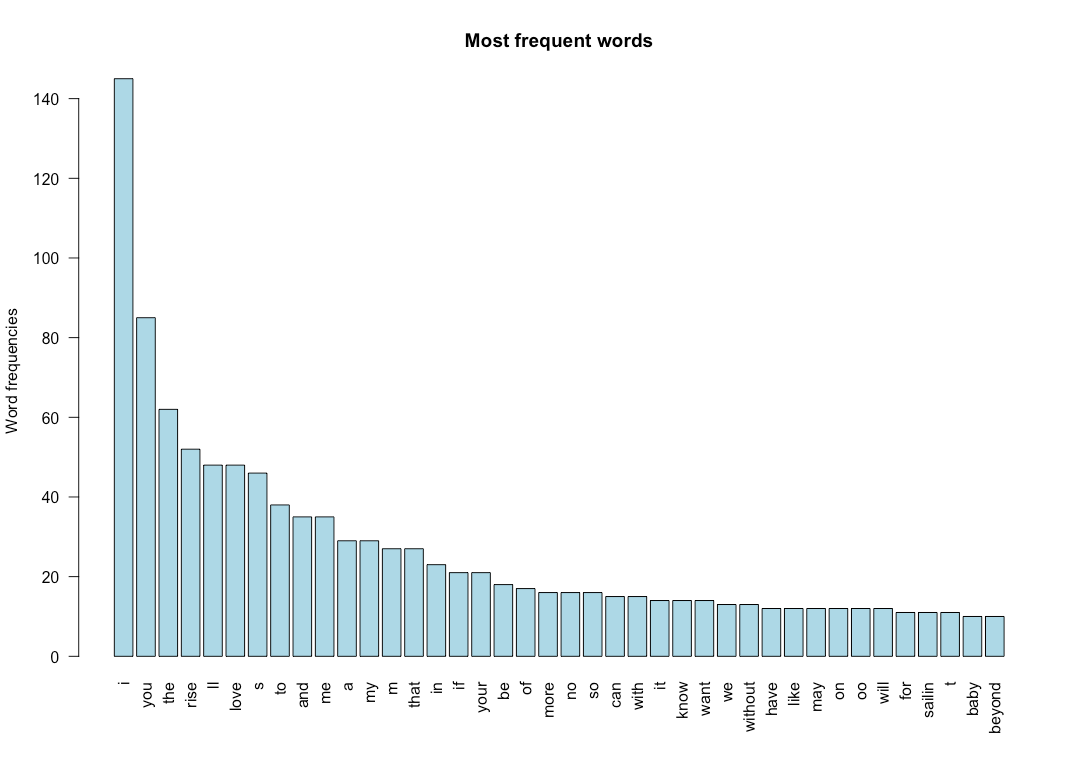 Most frequent words
Word frequencies
140
120
100
80
60
40
20
0
i
you
the
rise
ll
love
s
to
and
me
a
my
m
that
in
if
your
be
of
more
no
so
can
with
it
know
want
we
without
have
like
may
on
oo
will
for
sailin
t
baby
beyond